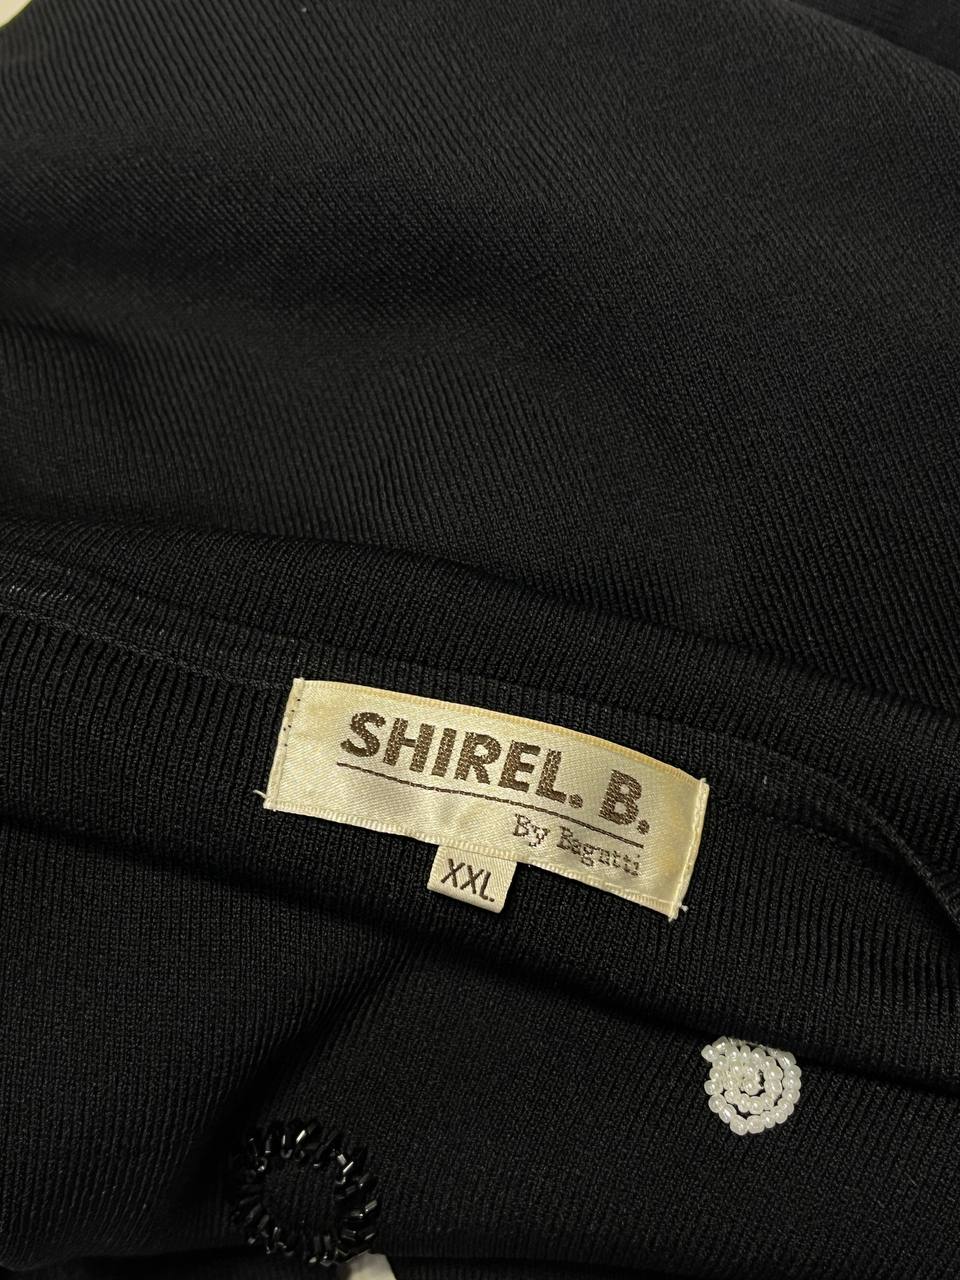 SHIREL. B.
By Bagutti
XXL